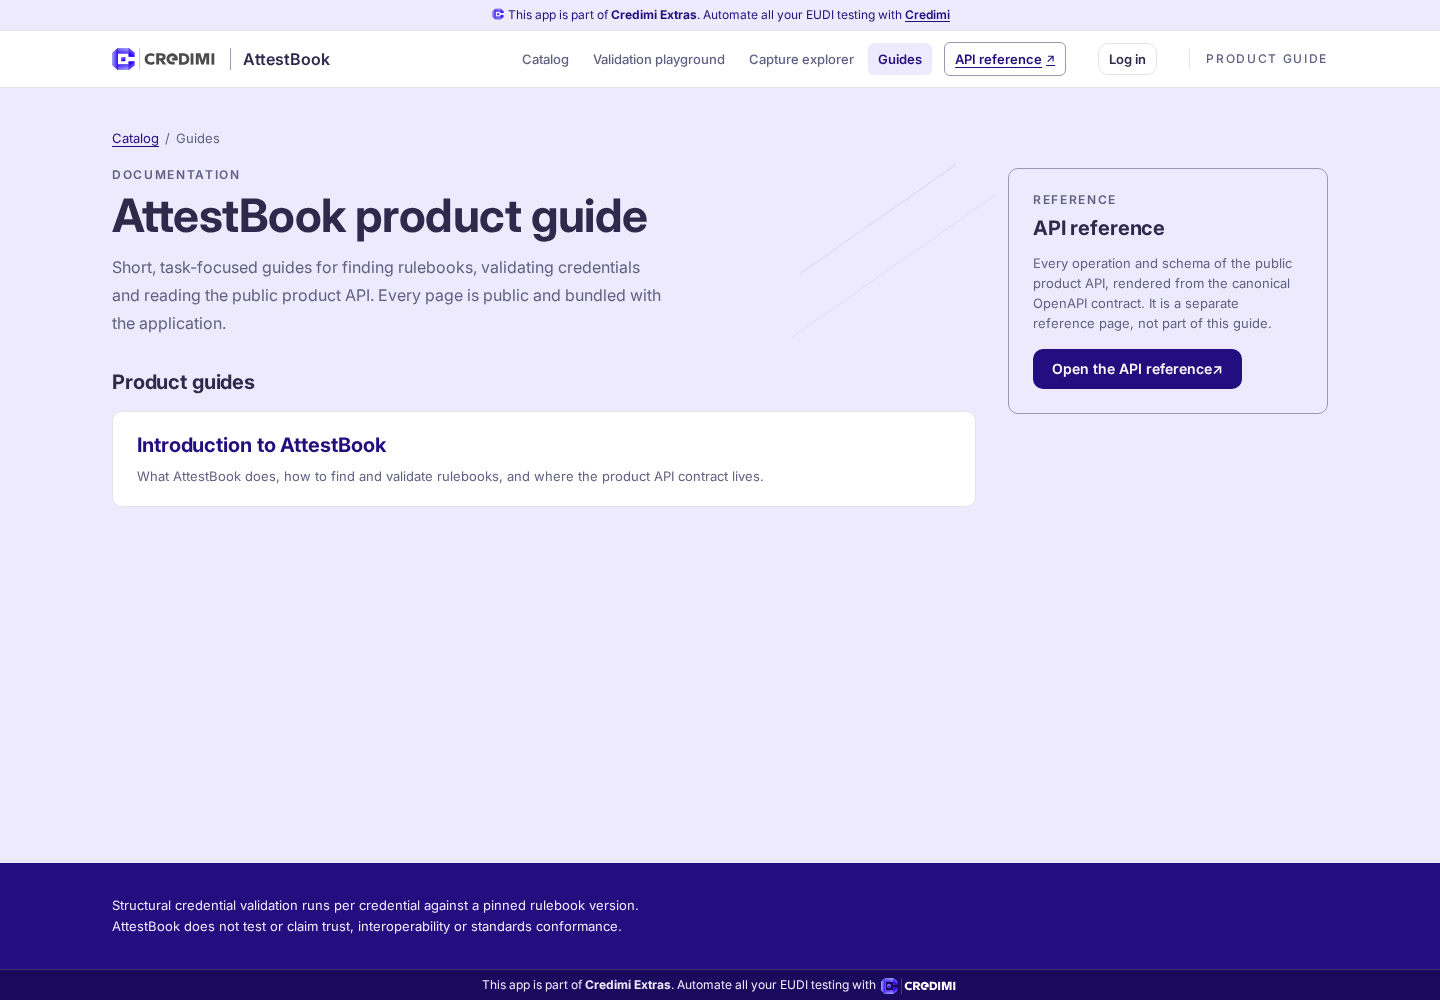 This app is part of Credimi Extras. Automate all your EUDI testing with Credimi
CREDIMI
AttestBook
Catalog
Validation playground
Capture explorer
Guides
API reference ↗
Log in
PRODUCT GUIDE
Catalog / Guides
DOCUMENTATION
AttestBook product guide
Short, task-focused guides for finding rulebooks, validating credentials
and reading the public product API. Every page is public and bundled with
the application.
Product guides
Introduction to AttestBook
What AttestBook does, how to find and validate rulebooks, and where the product API contract lives.
REFERENCE
API reference
Every operation and schema of the public
product API, rendered from the canonical
OpenAPI contract. It is a separate
reference page, not part of this guide.
Open the API reference↗
Structural credential validation runs per credential against a pinned rulebook version.
AttestBook does not test or claim trust, interoperability or standards conformance.
This app is part of Credimi Extras. Automate all your EUDI testing with CREDIMI